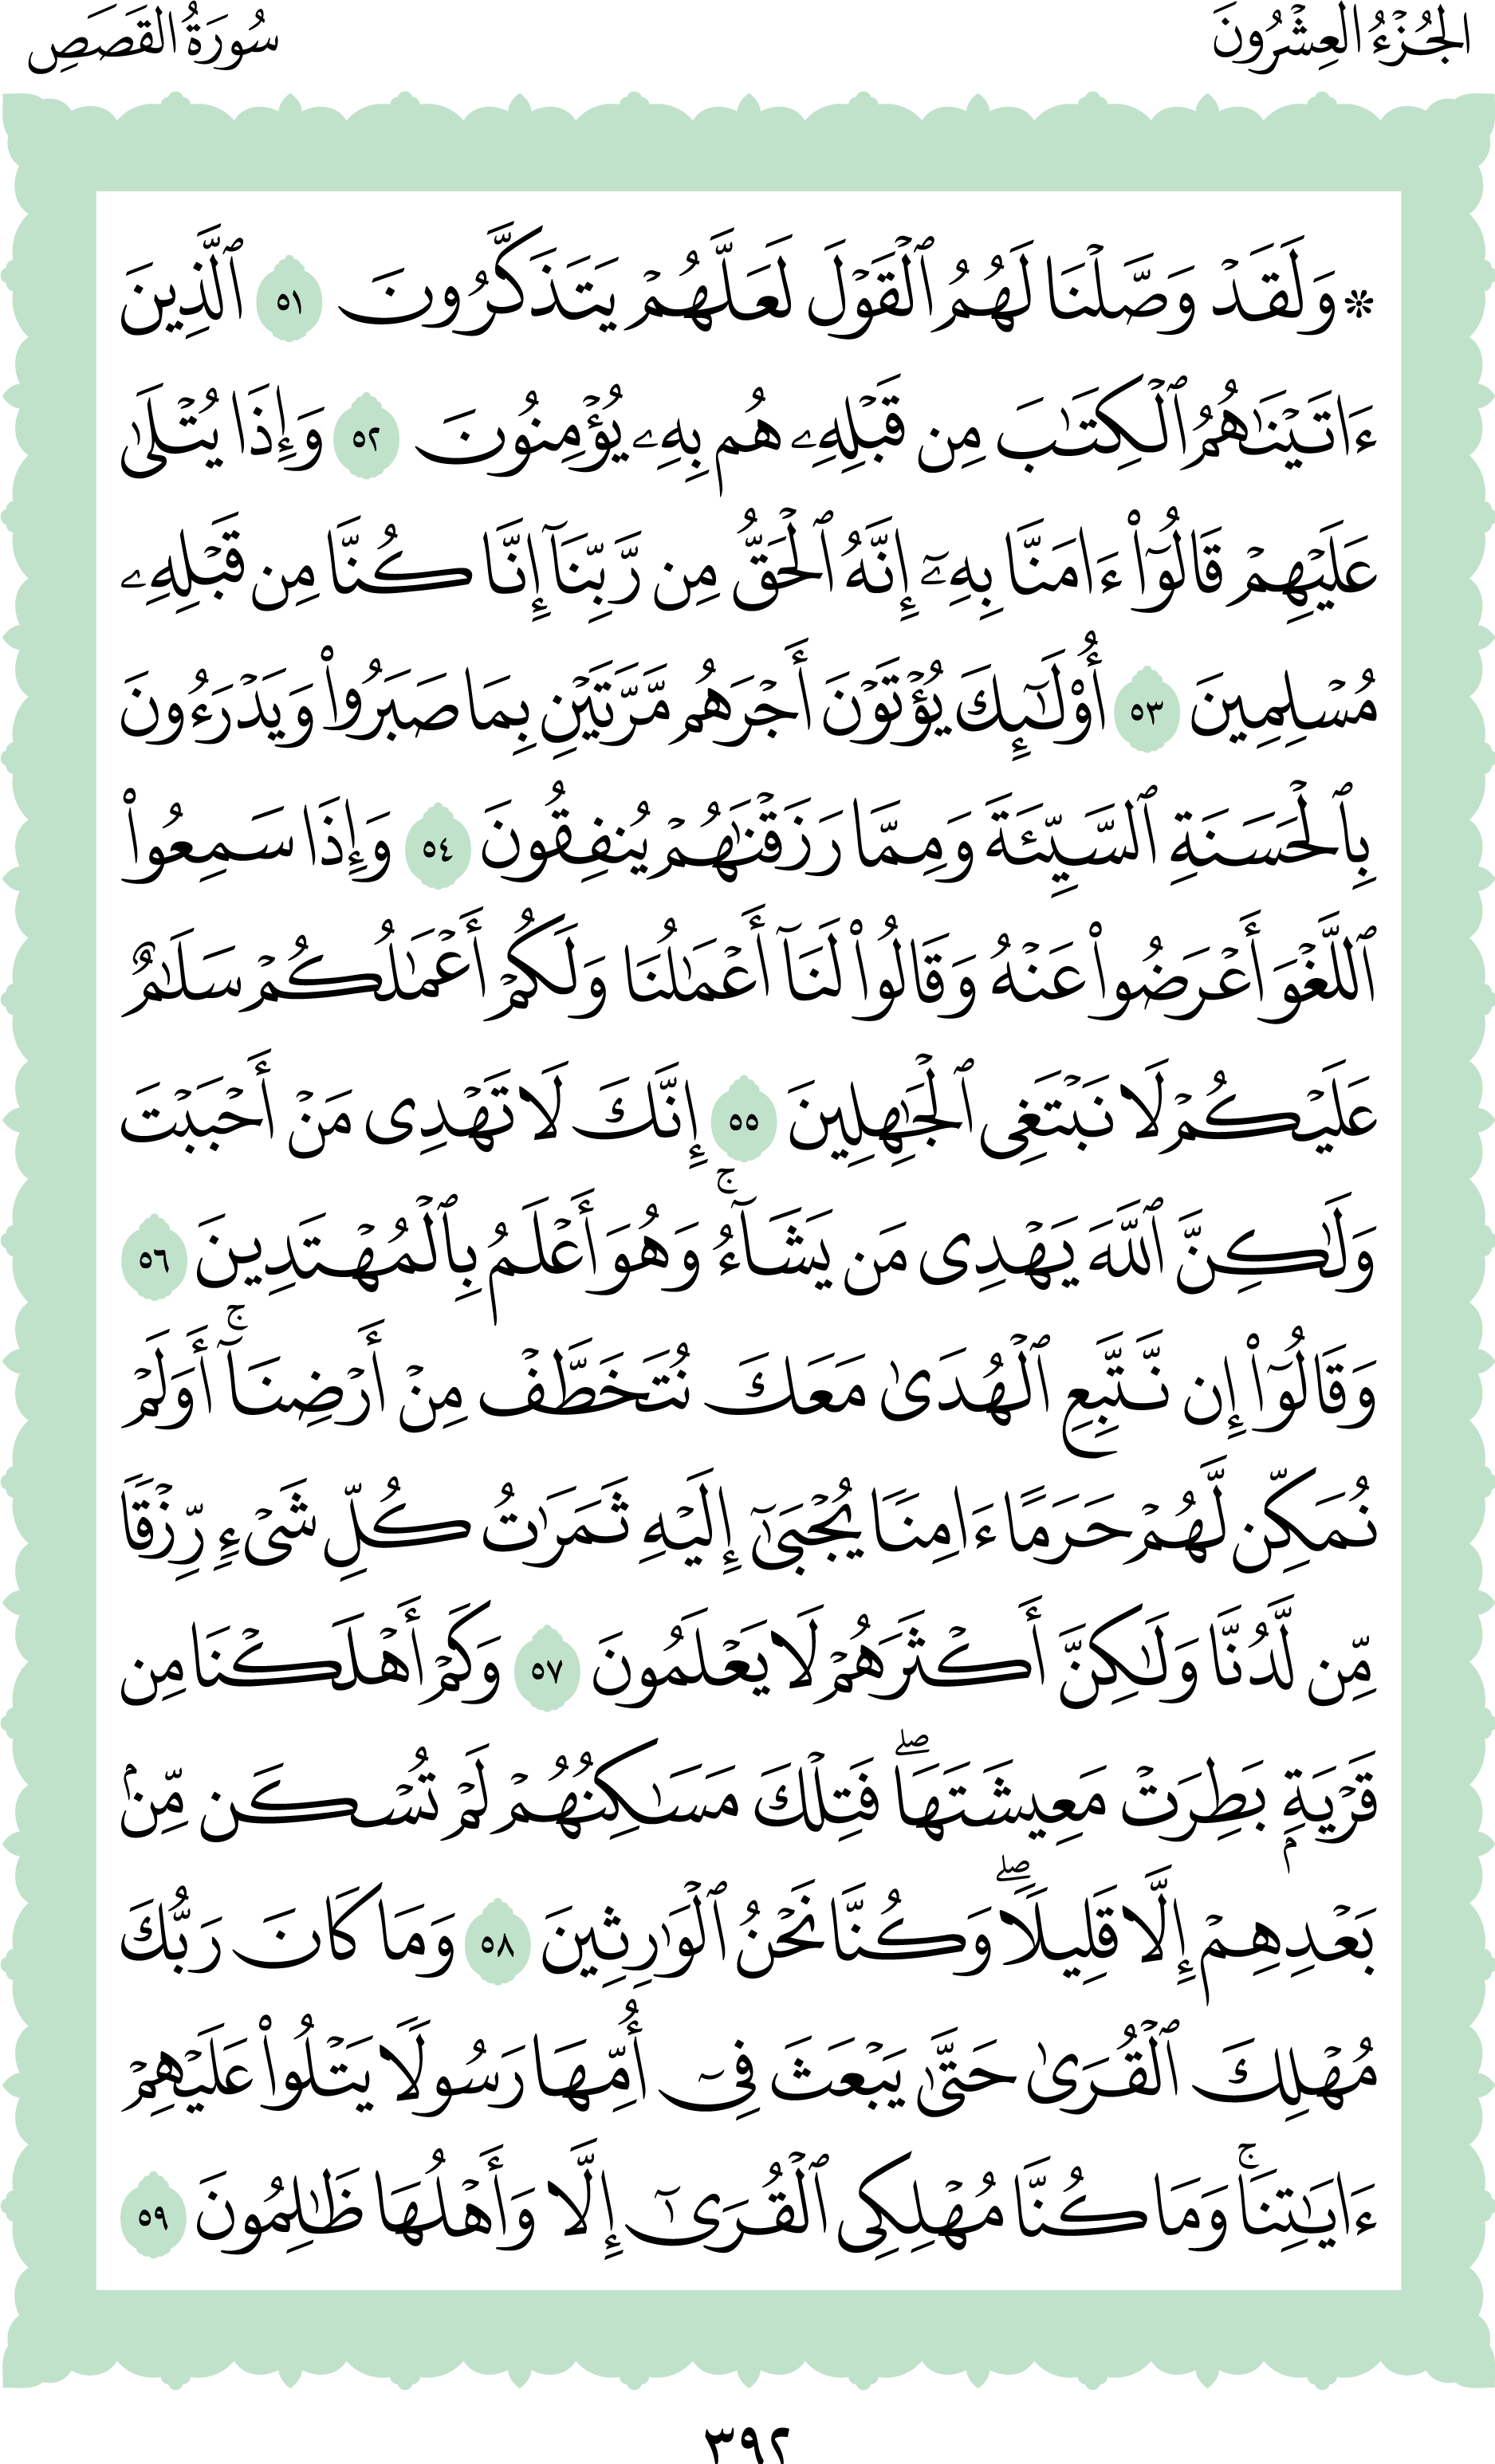 الجُزْءُ العِشْرُونَ
سُورَةُ القَصَصِ
۞ وَلَقَدۡ وَصَّلۡنَا لَهُمُ ٱلۡقَوۡلَ لَعَلَّهُمۡ يَتَذَكَّرُونَ ٥١ ٱلَّذِينَ
ءَاتَيۡنَٰهُمُ ٱلۡكِتَٰبَ مِن قَبۡلِهِۦ هُم بِهِۦ يُؤۡمِنُونَ ٥٢ وَإِذَا يُتۡلَىٰ
عَلَيۡهِمۡ قَالُوٓاْ ءَامَنَّا بِهِۦٓ إِنَّهُ ٱلۡحَقُّ مِن رَّبِّنَآ إِنَّا كُنَّا مِن قَبۡلِهِۦ
مُسۡلِمِينَ ٥٣ أُوْلَٰٓئِكَ يُؤۡتَوۡنَ أَجۡرَهُم مَّرَّتَيۡنِ بِمَا صَبَرُواْ وَيَدۡرَءُونَ
بِٱلۡحَسَنَةِ ٱلسَّيِّئَةَ وَمِمَّا رَزَقۡنَٰهُمۡ يُنفِقُونَ ٥٤ وَإِذَا سَمِعُواْ
ٱللَّغۡوَ أَعۡرَضُواْ عَنۡهُ وَقَالُواْ لَنَآ أَعۡمَٰلُنَا وَلَكُمۡ أَعۡمَٰلُكُمۡ سَلَٰمٌ
عَلَيۡكُمۡ لَا نَبۡتَغِي ٱلۡجَٰهِلِينَ ٥٥ إِنَّكَ لَا تَهۡدِي مَنۡ أَحۡبَبۡتَ
وَلَٰكِنَّ ٱللَّهَ يَهۡدِي مَن يَشَآءُۚ وَهُوَ أَعۡلَمُ بِٱلۡمُهۡتَدِينَ ٥٦
وَقَالُوٓاْ إِن نَّتَّبِعِ ٱلۡهُدَىٰ مَعَكَ نُتَخَطَّفۡ مِنۡ أَرۡضِنَآۚ أَوَلَمۡ
نُمَكِّن لَّهُمۡ حَرَمًا ءَامِنٗا يُجۡبَىٰٓ إِلَيۡهِ ثَمَرَٰتُ كُلِّ شَيۡءٖ رِّزۡقٗا
مِّن لَّدُنَّا وَلَٰكِنَّ أَكۡثَرَهُمۡ لَا يَعۡلَمُونَ ٥٧ وَكَمۡ أَهۡلَكۡنَا مِن
قَرۡيَةِۭ بَطِرَتۡ مَعِيشَتَهَاۖ فَتِلۡكَ مَسَٰكِنُهُمۡ لَمۡ تُسۡكَن مِّنۢ
بَعۡدِهِمۡ إِلَّا قَلِيلٗاۖ وَكُنَّا نَحۡنُ ٱلۡوَٰرِثِينَ ٥٨ وَمَا كَانَ رَبُّكَ
مُهۡلِكَ ٱلۡقُرَىٰ حَتَّىٰ يَبۡعَثَ فِيٓ أُمِّهَا رَسُولٗا يَتۡلُواْ عَلَيۡهِمۡ
ءَايَٰتِنَاۚ وَمَا كُنَّا مُهۡلِكِي ٱلۡقُرَىٰٓ إِلَّا وَأَهۡلُهَا ظَٰلِمُونَ ٥٩
٣٩٢